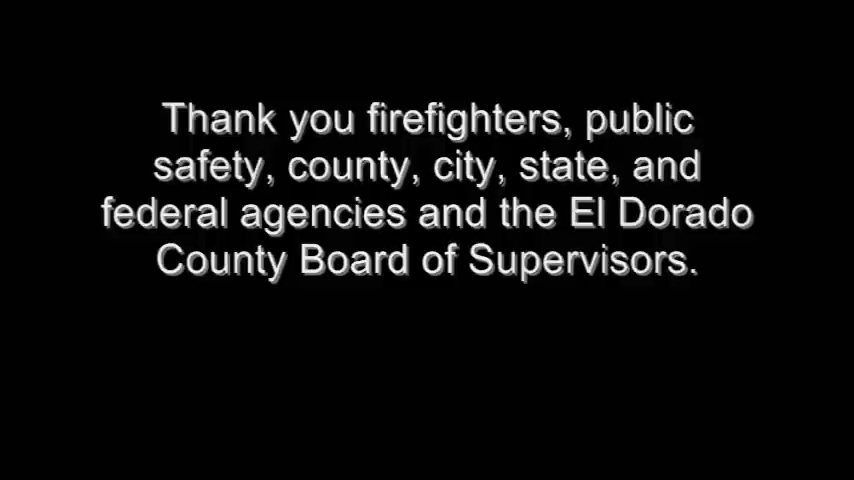 Thank you firefighters, public
safety, county, city, state, and
federal agencies and the El Dorado
County Board of Supervisors.